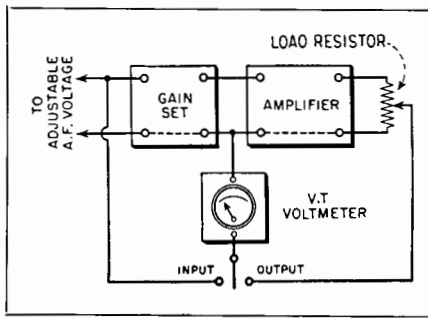 LOAD RESISTOR
TO
ADJUSTABLE
A.F. VOLTAGE
GAIN
SET
AMPLIFIER
V.T
VOLTMETER
INPUT
OUTPUT